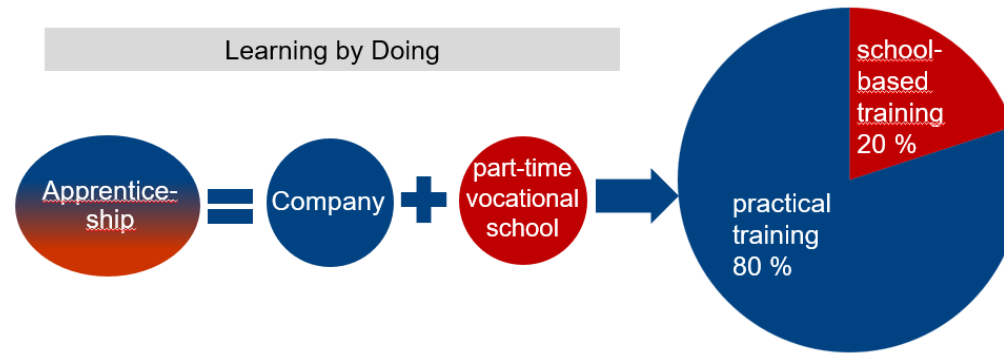 Learning by Doing
Apprentice-
ship
=
Company
+
part-time
vocational
school
school-
based
training
20 %
practical
training
80 %